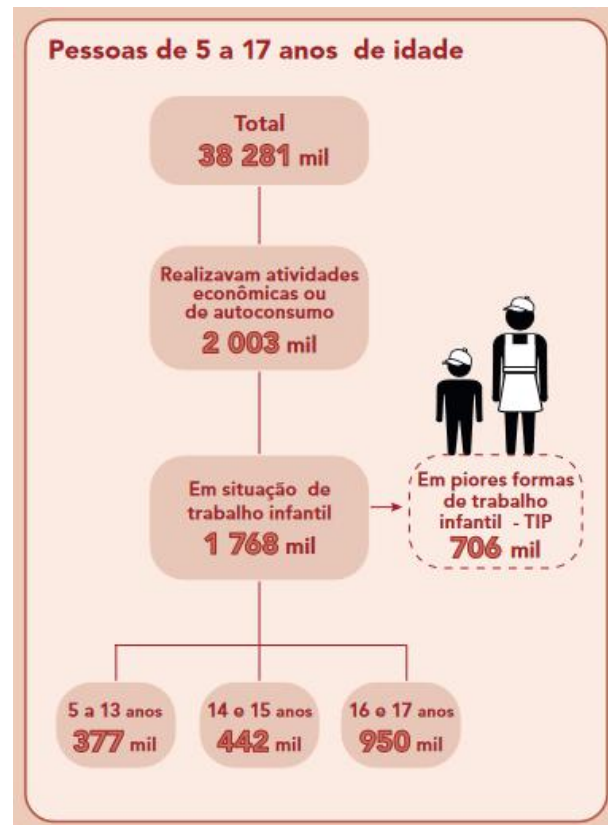 Pessoas de 5 a 17 anos de idade
Total
38 281 mil
Realizavam atividades
econômicas ou
de autoconsumo
2 003 mil
Em situação de
trabalho infantil
1 768 mil
Em piores formas
de trabalho
infantil - TIP
706 mil
5 a 13 anos
377 mil
14 e 15 anos
442 mil
16 e 17 anos
950 mil